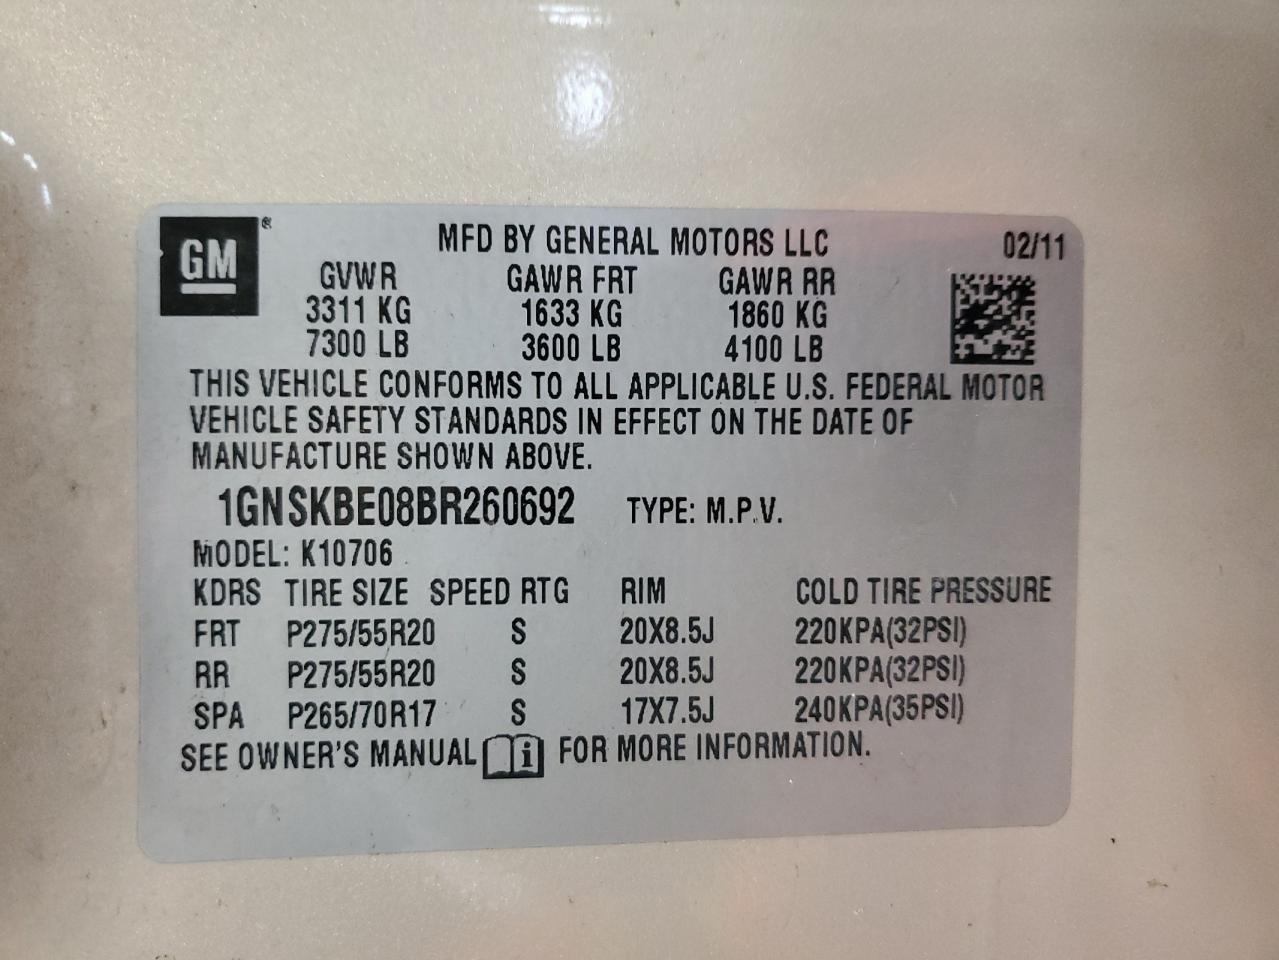 GM®
MFD BY GENERAL MOTORS LLC 02/11
GVWR GAWR FRT GAWR RR
3311 KG 1633 KG 1860 KG
7300 LB 3600 LB 4100 LB
THIS VEHICLE CONFORMS TO ALL APPLICABLE U.S. FEDERAL MOTOR
VEHICLE SAFETY STANDARDS IN EFFECT ON THE DATE OF
MANUFACTURE SHOWN ABOVE.
1GNSKBE08BR260692 TYPE: M.P.V.
MODEL: K10706
KDRS TIRE SIZE SPEED RTG RIM COLD TIRE PRESSURE
FRT P275/55R20 S 20X8.5J 220KPA(32PSI)
RR P275/55R20 S 20X8.5J 220KPA(32PSI)
SPA P265/70R17 S 17X7.5J 240KPA(35PSI)
SEE OWNER'S MANUAL i FOR MORE INFORMATION.